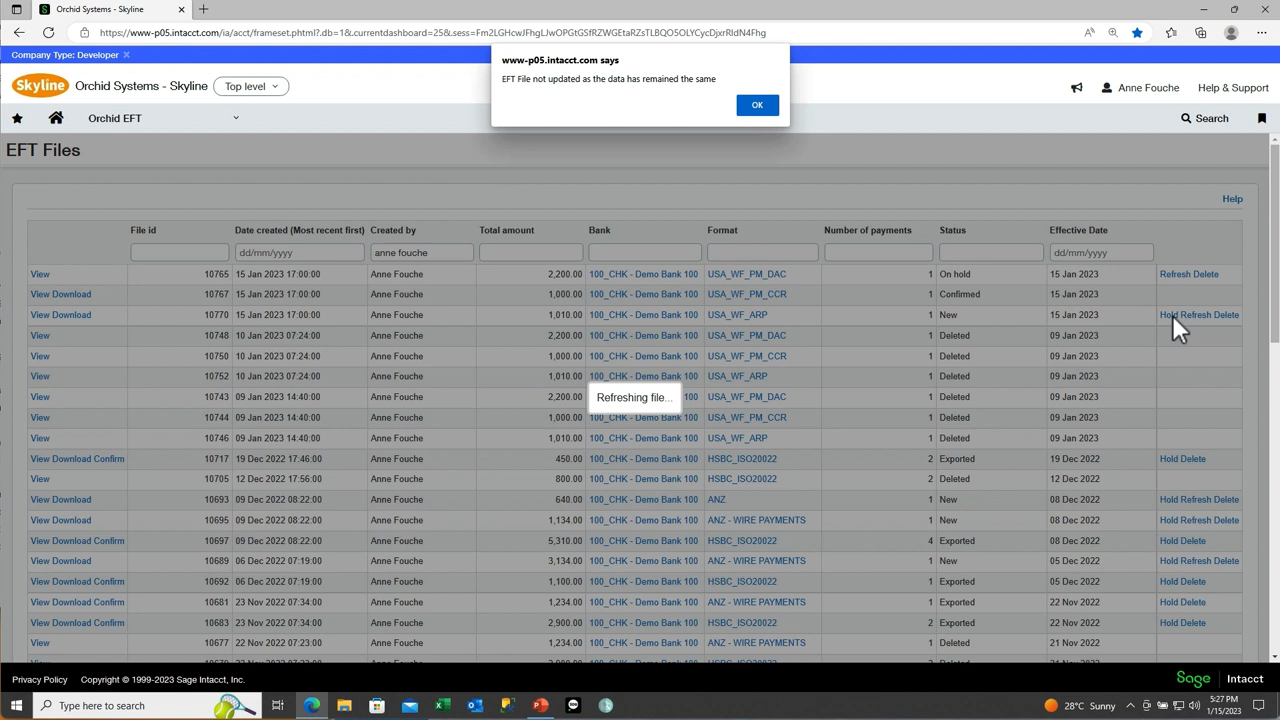 Orchid Systems - Skyline
https://www-p05.intacct.com/ia/acct/frameset.phtml?.db=1&currentdashboard=25&.sess=Fm2LGHcwJFhgLJwOPGtGSfRZWGEtaRZsTLBQO5OLYCycDjxrRldN4Fhg
Company Type: Developer
www-p05.intacct.com says
EFT File not updated as the data has remained the same
OK
Skyline Orchid Systems - Skyline Top level Anne Fouche Help & Support
Orchid EFT Search
EFT Files
Help
File id Date created (Most recent first) Created by Total amount Bank Format Number of payments Status Effective Date
dd/mm/yyyy anne fouche dd/mm/yyyy
View 10765 15 Jan 2023 17:00:00 Anne Fouche 2,200.00 100_CHK - Demo Bank 100 USA_WF_PM_DAC 1 On hold 15 Jan 2023 Refresh Delete
View Download 10767 15 Jan 2023 17:00:00 Anne Fouche 1,000.00 100_CHK - Demo Bank 100 USA_WF_PM_CCR 1 Confirmed 15 Jan 2023
View Download 10770 15 Jan 2023 17:00:00 Anne Fouche 1,010.00 100_CHK - Demo Bank 100 USA_WF_ARP 1 New 15 Jan 2023 Hold Refresh Delete
View 10748 10 Jan 2023 07:24:00 Anne Fouche 2,200.00 100_CHK - Demo Bank 100 USA_WF_PM_DAC 1 Deleted 09 Jan 2023
View 10750 10 Jan 2023 07:24:00 Anne Fouche 1,000.00 100_CHK - Demo Bank 100 USA_WF_PM_CCR 1 Deleted 09 Jan 2023
View 10752 10 Jan 2023 07:24:00 Anne Fouche 1,010.00 100_CHK - Demo Bank 100 USA_WF_ARP 1 Deleted 09 Jan 2023
View 10743 09 Jan 2023 14:40:00 Anne Fouche 2,200.00 100 USA_WF_PM_DAC 1 Deleted 09 Jan 2023
Refreshing file...
View 10744 09 Jan 2023 14:40:00 Anne Fouche 1,000.00 100_CHK - Demo Bank 100 USA_WF_PM_CCR 1 Deleted 09 Jan 2023
View 10746 09 Jan 2023 14:40:00 Anne Fouche 1,010.00 100_CHK - Demo Bank 100 USA_WF_ARP 1 Deleted 09 Jan 2023
View Download Confirm 10717 19 Dec 2022 17:46:00 Anne Fouche 450.00 100_CHK - Demo Bank 100 HSBC_ISO20022 2 Exported 19 Dec 2022 Hold Delete
View 10705 12 Dec 2022 17:56:00 Anne Fouche 800.00 100_CHK - Demo Bank 100 HSBC_ISO20022 2 Deleted 12 Dec 2022
View Download 10693 09 Dec 2022 08:22:00 Anne Fouche 640.00 100_CHK - Demo Bank 100 ANZ 1 New 08 Dec 2022 Hold Refresh Delete
View Download 10695 09 Dec 2022 08:22:00 Anne Fouche 1,134.00 100_CHK - Demo Bank 100 ANZ - WIRE PAYMENTS 1 New 08 Dec 2022 Hold Refresh Delete
View Download Confirm 10697 09 Dec 2022 08:22:00 Anne Fouche 5,310.00 100_CHK - Demo Bank 100 HSBC_ISO20022 4 Exported 08 Dec 2022 Hold Delete
View Download 10689 06 Dec 2022 07:19:00 Anne Fouche 3,134.00 100_CHK - Demo Bank 100 ANZ - WIRE PAYMENTS 1 New 05 Dec 2022 Hold Refresh Delete
View Download Confirm 10692 06 Dec 2022 07:19:00 Anne Fouche 1,100.00 100_CHK - Demo Bank 100 HSBC_ISO20022 1 Exported 05 Dec 2022 Hold Delete
View Download Confirm 10681 23 Nov 2022 07:34:00 Anne Fouche 1,234.00 100_CHK - Demo Bank 100 ANZ - WIRE PAYMENTS 1 Exported 22 Nov 2022 Hold Delete
View Download Confirm 10683 23 Nov 2022 07:34:00 Anne Fouche 2,900.00 100_CHK - Demo Bank 100 HSBC_ISO20022 2 Exported 22 Nov 2022 Hold Delete
View 10677 22 Nov 2022 07:23:00 Anne Fouche 1,234.00 100_CHK - Demo Bank 100 ANZ - WIRE PAYMENTS 1 Deleted 21 Nov 2022
Privacy Policy Copyright © 1999-2023 Sage Intacct, Inc. Sage Intacct
Type here to search 28°C Sunny 5:27 PM
1/15/2023